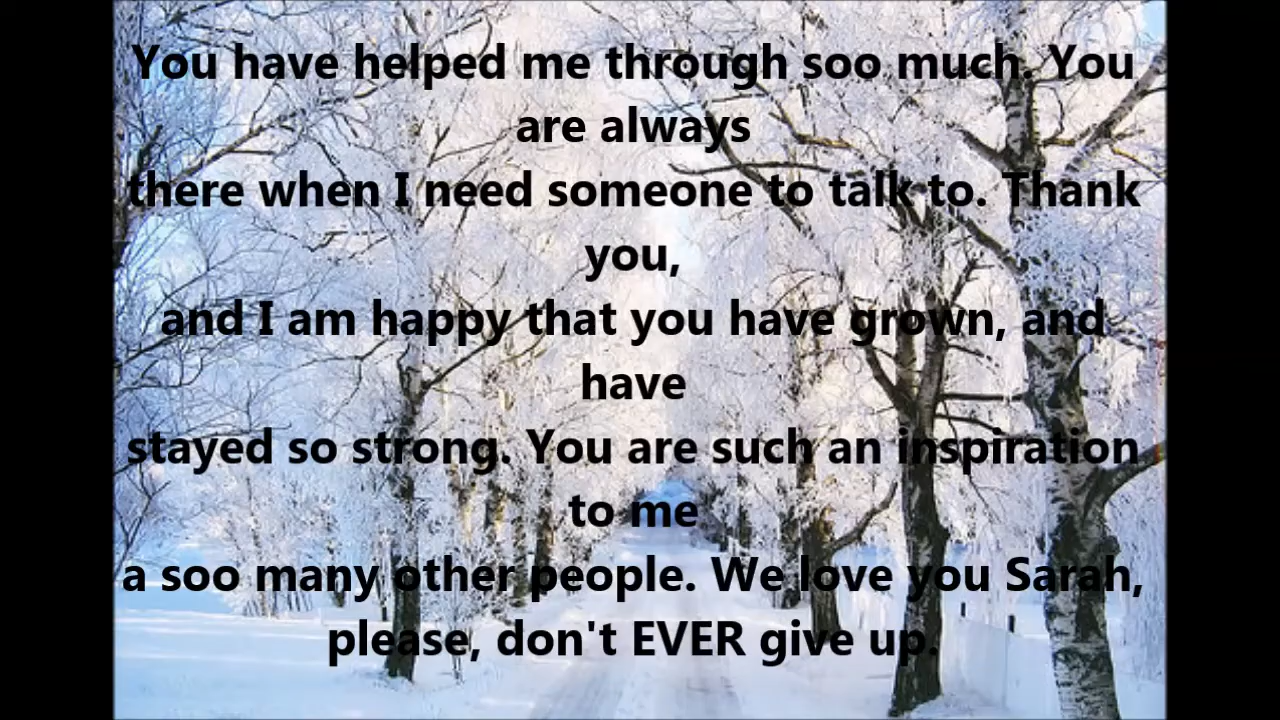 You have helped me through soo much. You
are always
there when I need someone to talk to. Thank
you,
and I am happy that you have grown, and
have
stayed so strong. You are such an inspiration
to me
a soo many other people. We love you Sarah,
please, don't EVER give up.